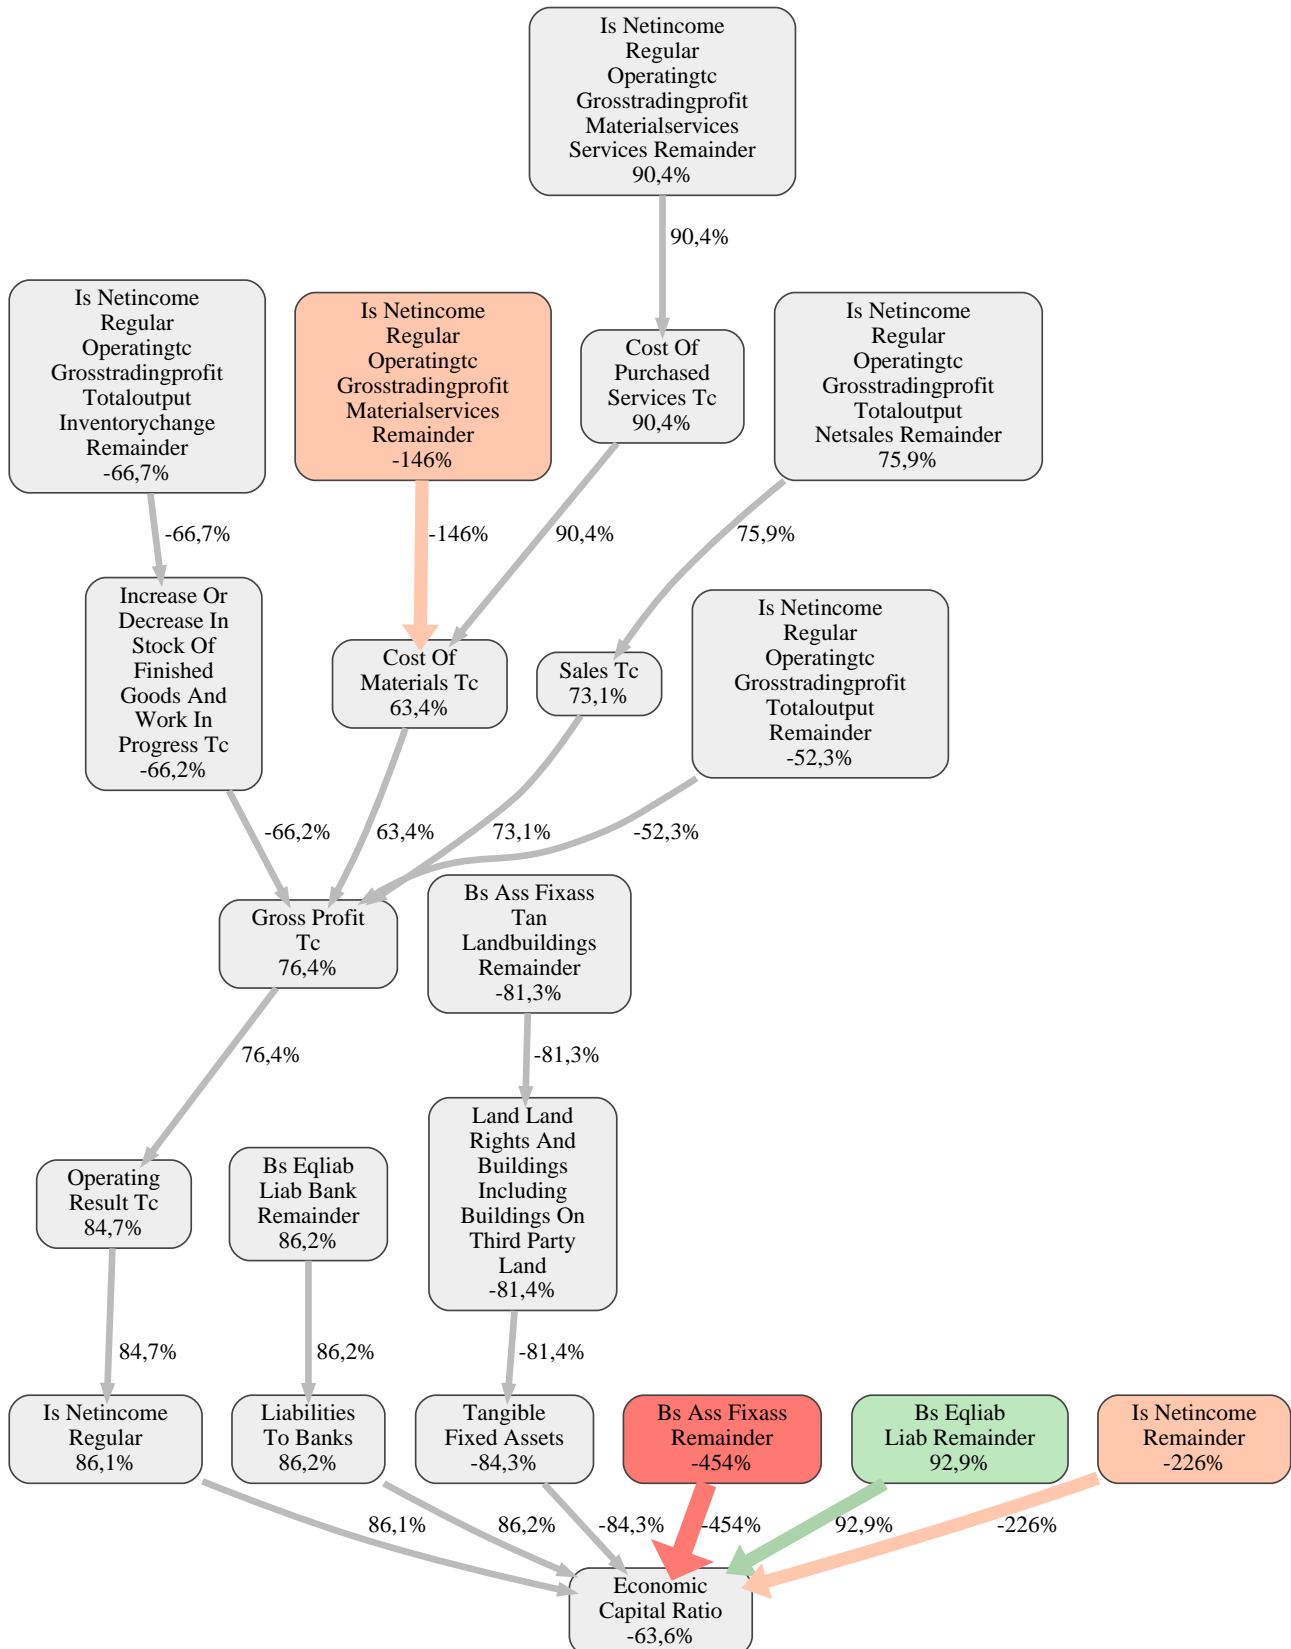 Is Netincome
Regular
Operatingtc
Grosstradingprofit
Materialservices
Services Remainder
90,4%
90,4%
Is Netincome
Regular
Operatingtc
Grosstradingprofit
Totaloutput
Inventorychange
Remainder
-66,7%
Is Netincome
Regular
Operatingtc
Grosstradingprofit
Materialservices
Remainder
-146%
Cost Of
Purchased
Services Tc
90,4%
Is Netincome
Regular
Operatingtc
Grosstradingprofit
Totaloutput
Netsales Remainder
75,9%
-66,7%
-146%
90,4%
75,9%
Increase Or
Decrease In
Stock Of
Finished
Goods And
Work In
Progress Tc
-66,2%
Cost Of
Materials Tc
63,4%
Sales Tc
73,1%
Is Netincome
Regular
Operatingtc
Grosstradingprofit
Totaloutput
Remainder
-52,3%
-66,2%
63,4%
73,1%
-52,3%
Gross Profit
Tc
76,4%
Bs Ass Fixass
Tan
Landbuildings
Remainder
-81,3%
76,4%
-81,3%
Operating
Result Tc
84,7%
Bs Eqliab
Liab Bank
Remainder
86,2%
Land Land
Rights And
Buildings
Including
Buildings On
Third Party
Land
-81,4%
84,7%
86,2%
-81,4%
Is Netincome
Regular
86,1%
Liabilities
To Banks
86,2%
Tangible
Fixed Assets
-84,3%
Bs Ass Fixass
Remainder
-454%
Bs Eqliab
Liab Remainder
92,9%
Is Netincome
Remainder
-226%
86,1%
86,2%
-84,3%
-454%
92,9%
-226%
Economic
Capital Ratio
-63,6%